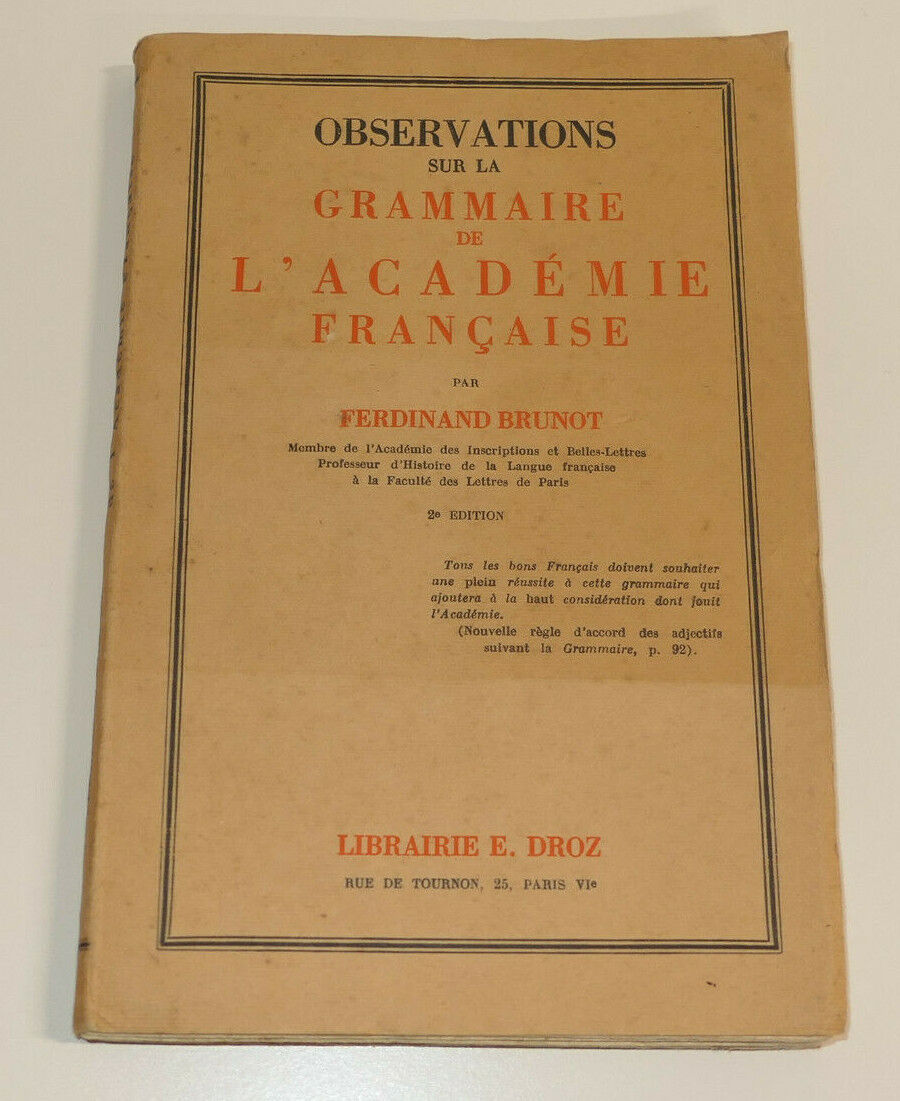 OBSERVATIONS
SUR LA
GRAMMAIRE
DE
L'ACADÉMIE
FRANÇAISE
PAR
FERDINAND BRUNOT
Membre de l'Académie des Inscriptions et Belles-Lettres
Professeur d'Histoire de la Langue française
à la Faculté des Lettres de Paris
2e EDITION
Tous les bons Français doivent souhaiter
une plein réussite à cette grammaire qui
ajoutera à la haut considération dont jouit
l'Académie.
(Nouvelle règle d'accord des adjectifs
suivant la Grammaire, p. 92).
LIBRAIRIE E. DROZ
RUE DE TOURNON, 25, PARIS VIe